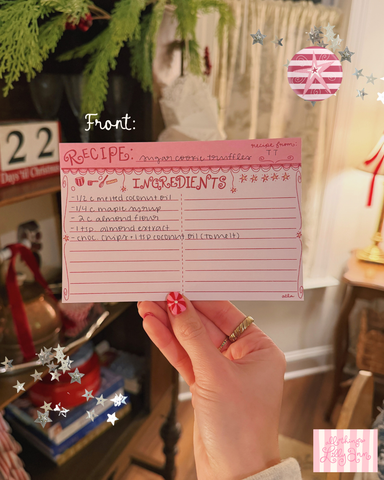 Front:
22
Days 'til Christmas
RECIPE: sugar cookie truffles
recipe from:
TT
INGREDIENTS
- 1/2 c melted coconut oil
- 1/4 c maple syrup
- 2 c almond flour
- 1 tsp almond extract
- choc chips + 1 tsp coconut oil (to melt)